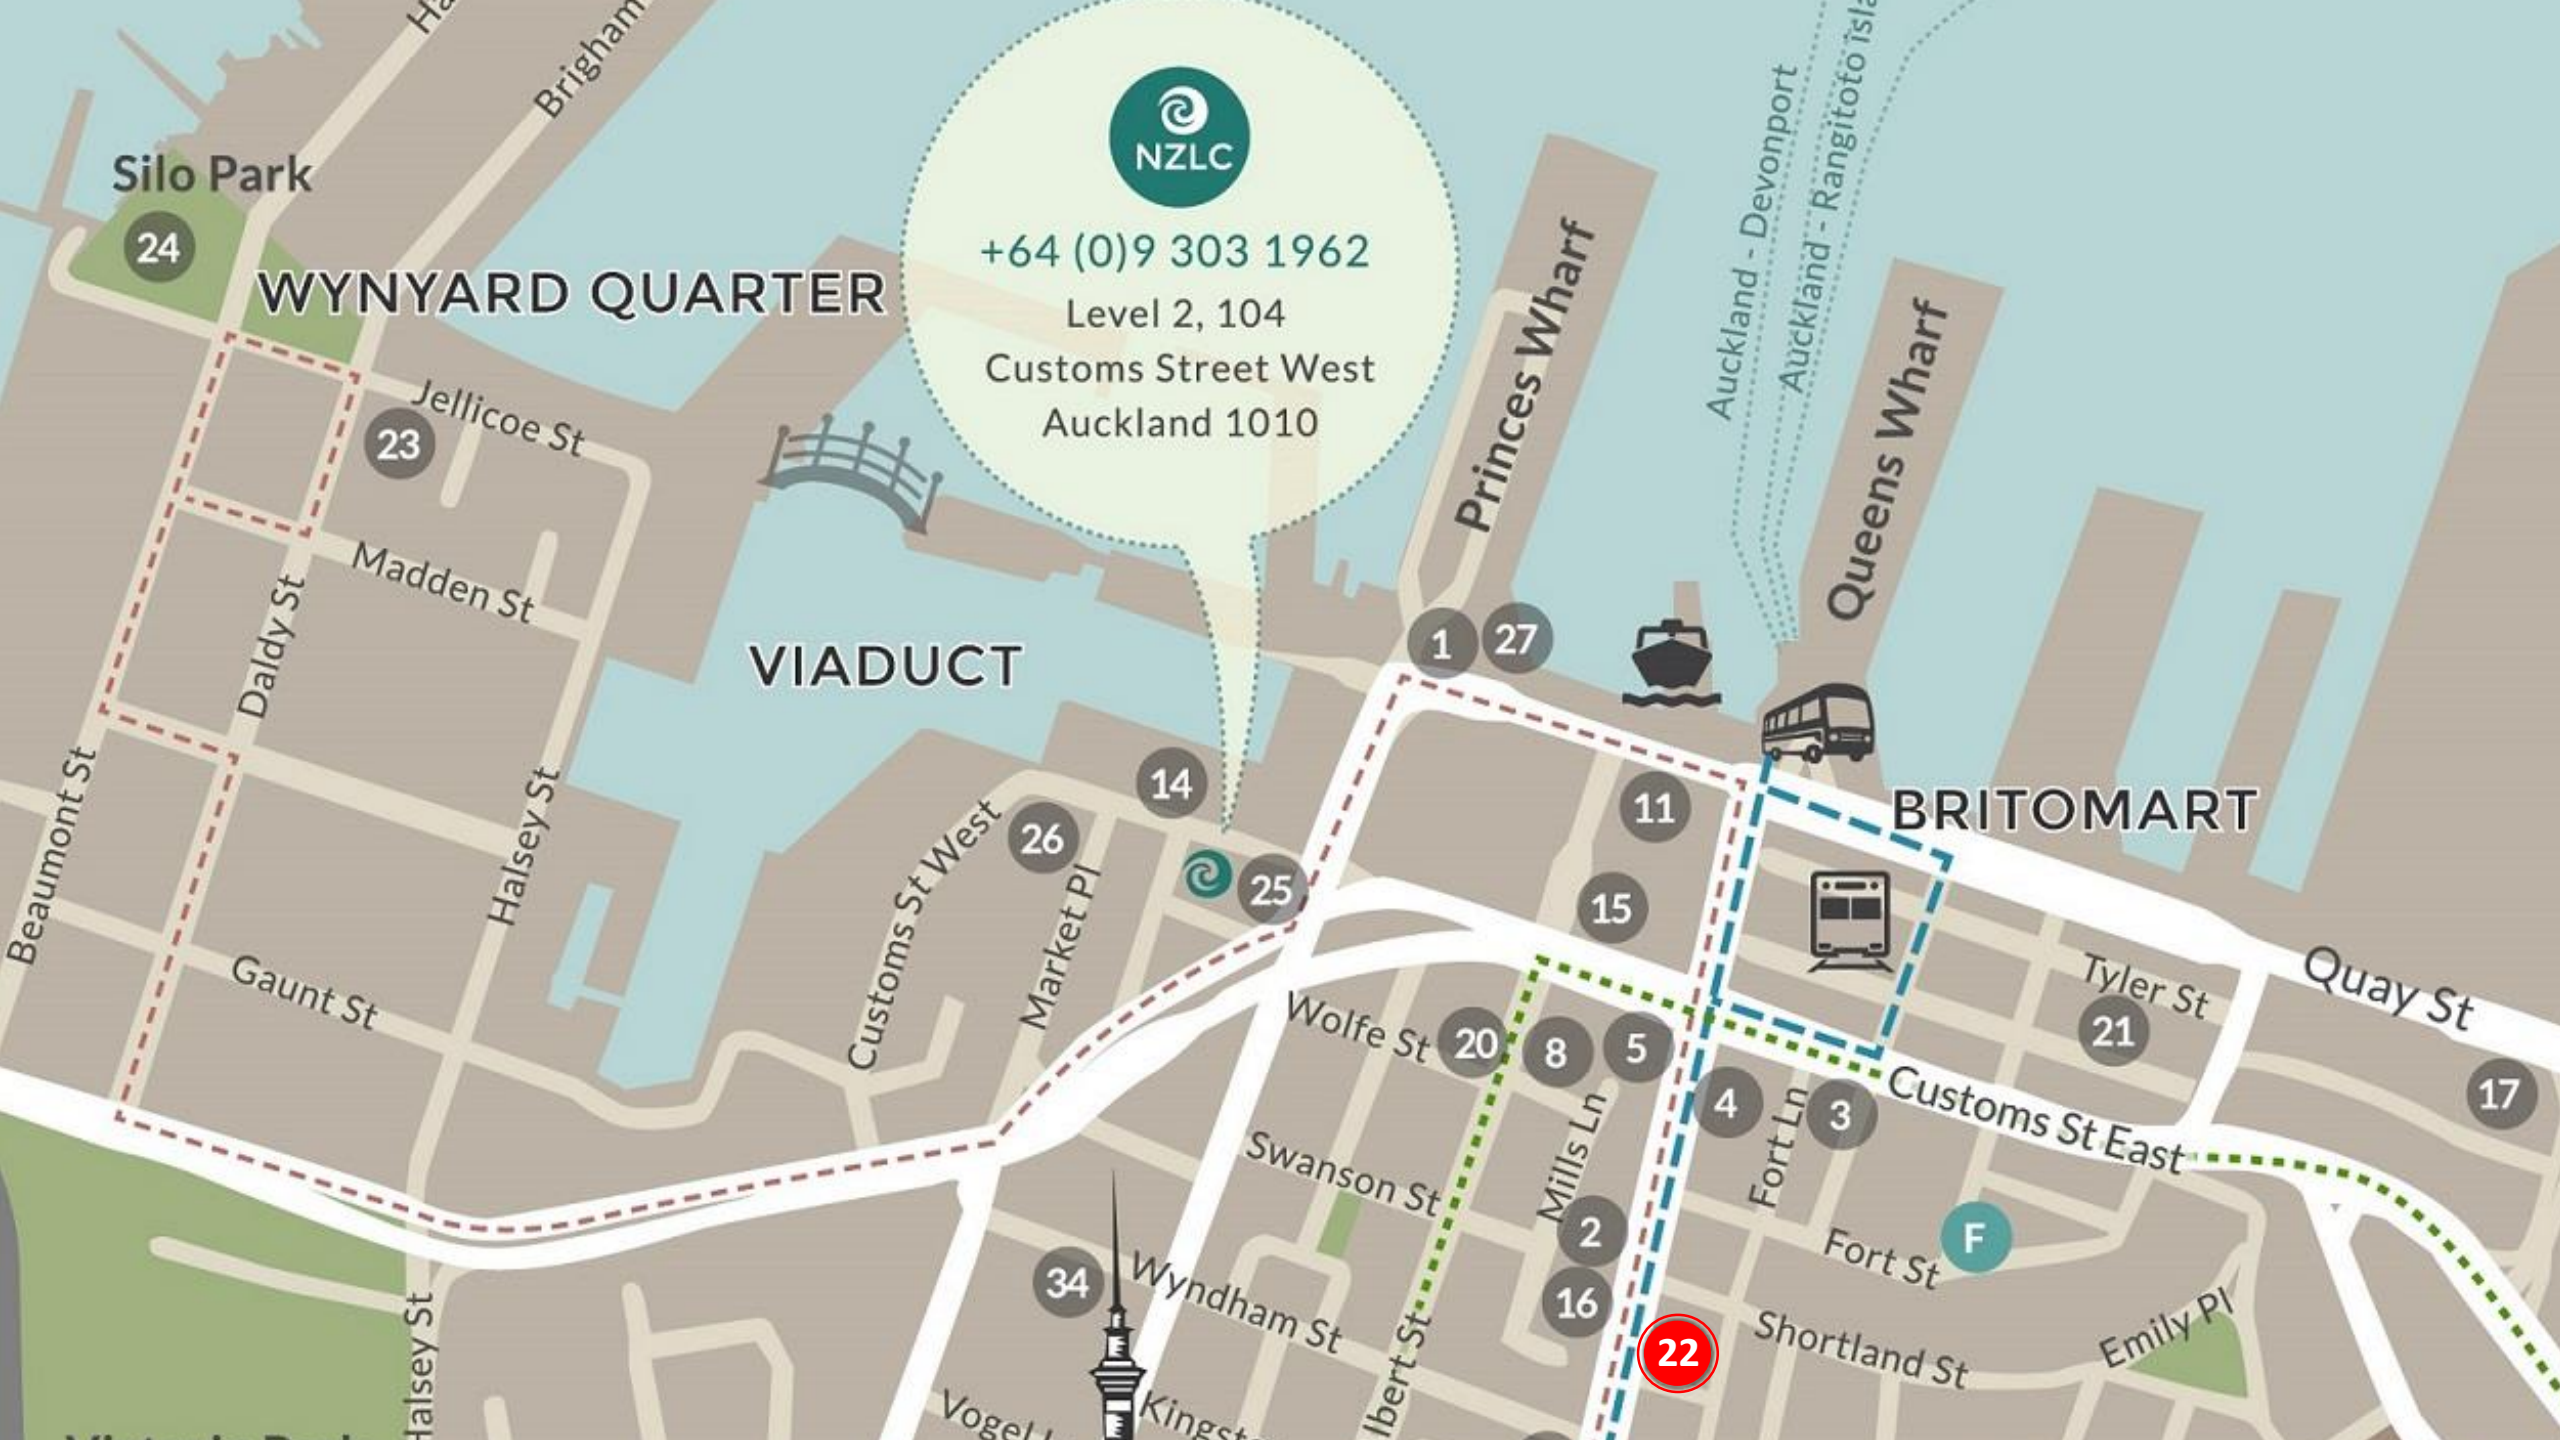 Brigham
Auckland - Devonport
Auckland - Rangitoto
NZLC
+64 (0)9 303 1962
Level 2, 104
Customs Street West
Auckland 1010
Silo Park
24
WYNYARD QUARTER
Princes Wharf
Queens Wharf
Jellicoe St
23
Madden St
Daldy St
VIADUCT
1
27
14
26
25
11
15
BRITOMART
Beaumont St
Halsey St
Customs St West
Market Pl
Gaunt St
Wolfe St
20
8
5
4
3
Tyler St
21
Quay St
17
Customs St East
Swanson St
Mills Ln
Fort Ln
2
16
Fort St
F
34
Wyndham St
22
Shortland St
Emily Pl
Halsey St
lbert St
Vogel